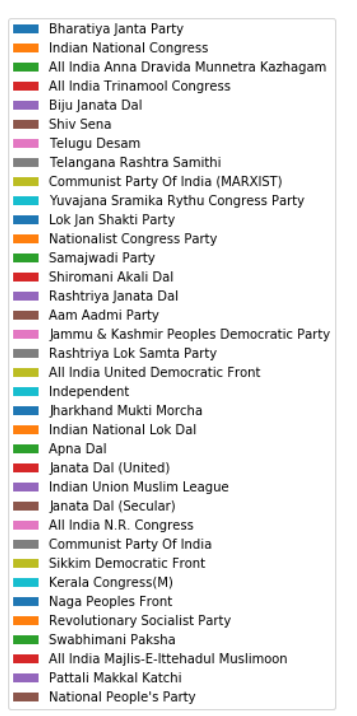 Bharatiya Janta Party
Indian National Congress
All India Anna Dravida Munnetra Kazhagam
All India Trinamool Congress
Biju Janata Dal
Shiv Sena
Telugu Desam
Telangana Rashtra Samithi
Communist Party Of India (MARXIST)
Yuvajana Sramika Rythu Congress Party
Lok Jan Shakti Party
Nationalist Congress Party
Samajwadi Party
Shiromani Akali Dal
Rashtriya Janata Dal
Aam Aadmi Party
Jammu & Kashmir Peoples Democratic Party
Rashtriya Lok Samta Party
All India United Democratic Front
Independent
Jharkhand Mukti Morcha
Indian National Lok Dal
Apna Dal
Janata Dal (United)
Indian Union Muslim League
Janata Dal (Secular)
All India N.R. Congress
Communist Party Of India
Sikkim Democratic Front
Kerala Congress(M)
Naga Peoples Front
Revolutionary Socialist Party
Swabhimani Paksha
All India Majlis-E-Ittehadul Muslimoon
Pattali Makkal Katchi
National People's Party